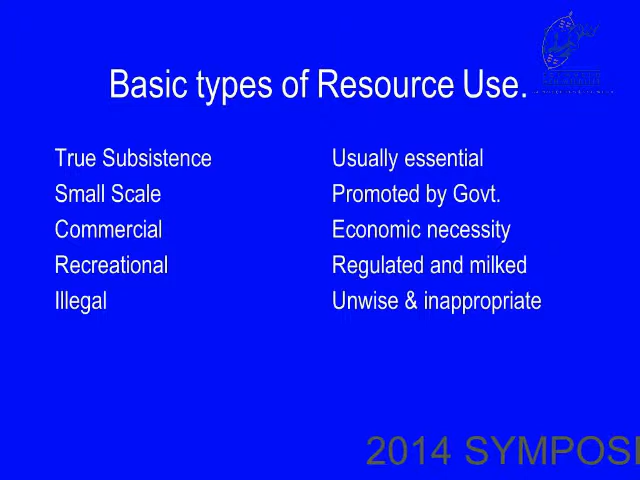 Basic types of Resource Use.
True Subsistence Usually essential
Small Scale Promoted by Govt.
Commercial Economic necessity
Recreational Regulated and milked
Illegal Unwise & inappropriate
2014 SYMPOSI